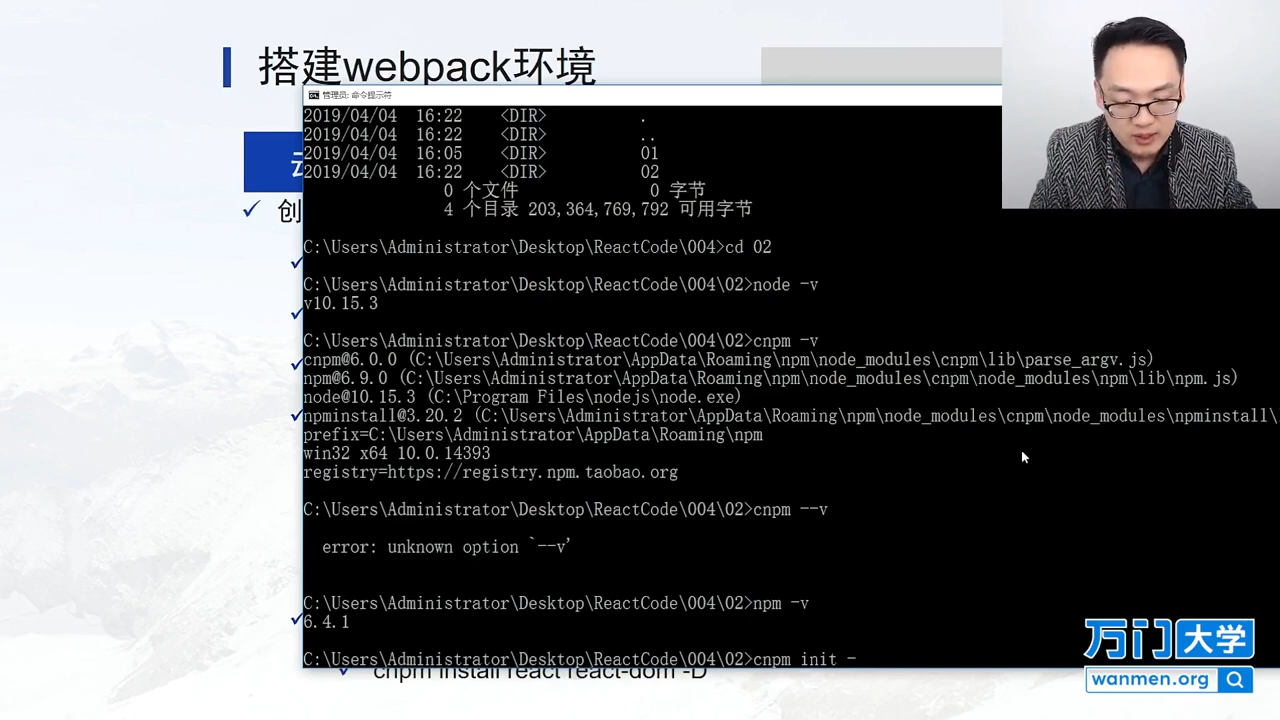 搭建webpack环境
管理员: 命令提示符
2019/04/04  16:22    <DIR>          .
2019/04/04  16:22    <DIR>          ..
2019/04/04  16:05    <DIR>          01
2019/04/04  16:22    <DIR>          02
0 个文件              0 字节
4 个目录 203,364,769,792 可用字节
创
C:\Users\Administrator\Desktop\ReactCode\004>cd 02
C:\Users\Administrator\Desktop\ReactCode\004\02>node -v
v10.15.3
C:\Users\Administrator\Desktop\ReactCode\004\02>cnpm -v
cnpm@6.0.0 (C:\Users\Administrator\AppData\Roaming\npm\node_modules\cnpm\lib\parse_argv.js)
npm@6.9.0 (C:\Users\Administrator\AppData\Roaming\npm\node_modules\cnpm\node_modules\npm\lib\npm.js)
node@10.15.3 (C:\Program Files\nodejs\node.exe)
npminstall@3.20.2 (C:\Users\Administrator\AppData\Roaming\npm\node_modules\cnpm\node_modules\npminstall\
prefix=C:\Users\Administrator\AppData\Roaming\npm
win32 x64 10.0.14393
registry=https://registry.npm.taobao.org
C:\Users\Administrator\Desktop\ReactCode\004\02>cnpm --v
error: unknown option `--v'
C:\Users\Administrator\Desktop\ReactCode\004\02>npm -v
6.4.1
C:\Users\Administrator\Desktop\ReactCode\004\02>cnpm init -
cnpm install react react-dom -D
万门大学
wanmen.org